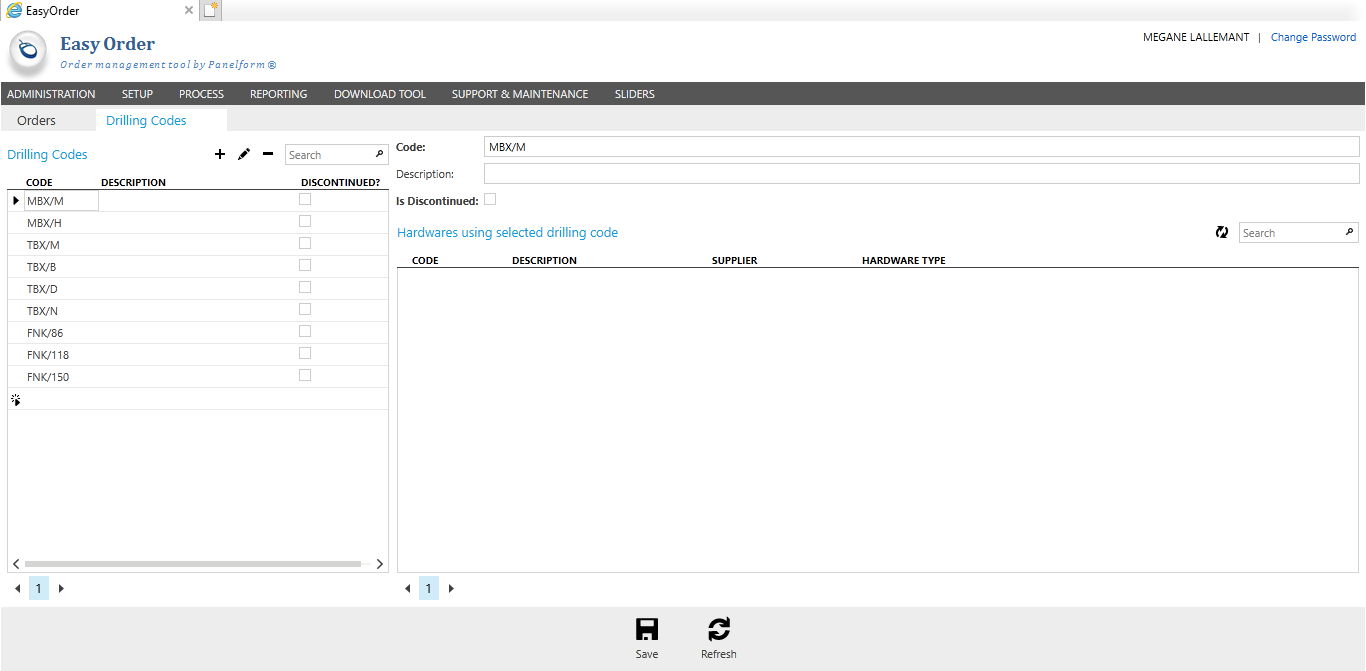 EasyOrder
Easy Order
Order management tool by Panelform ®
MEGANE LALLEMANT | Change Password
ADMINISTRATION SETUP PROCESS REPORTING DOWNLOAD TOOL SUPPORT & MAINTENANCE SLIDERS
Orders Drilling Codes
Drilling Codes Search
CODE DESCRIPTION DISCONTINUED?
MBX/M
MBX/H
TBX/M
TBX/B
TBX/D
TBX/N
FNK/86
FNK/118
FNK/150
1
Code: MBX/M
Description:
Is Discontinued:
Hardwares using selected drilling code Search
CODE DESCRIPTION SUPPLIER HARDWARE TYPE
1
Save Refresh